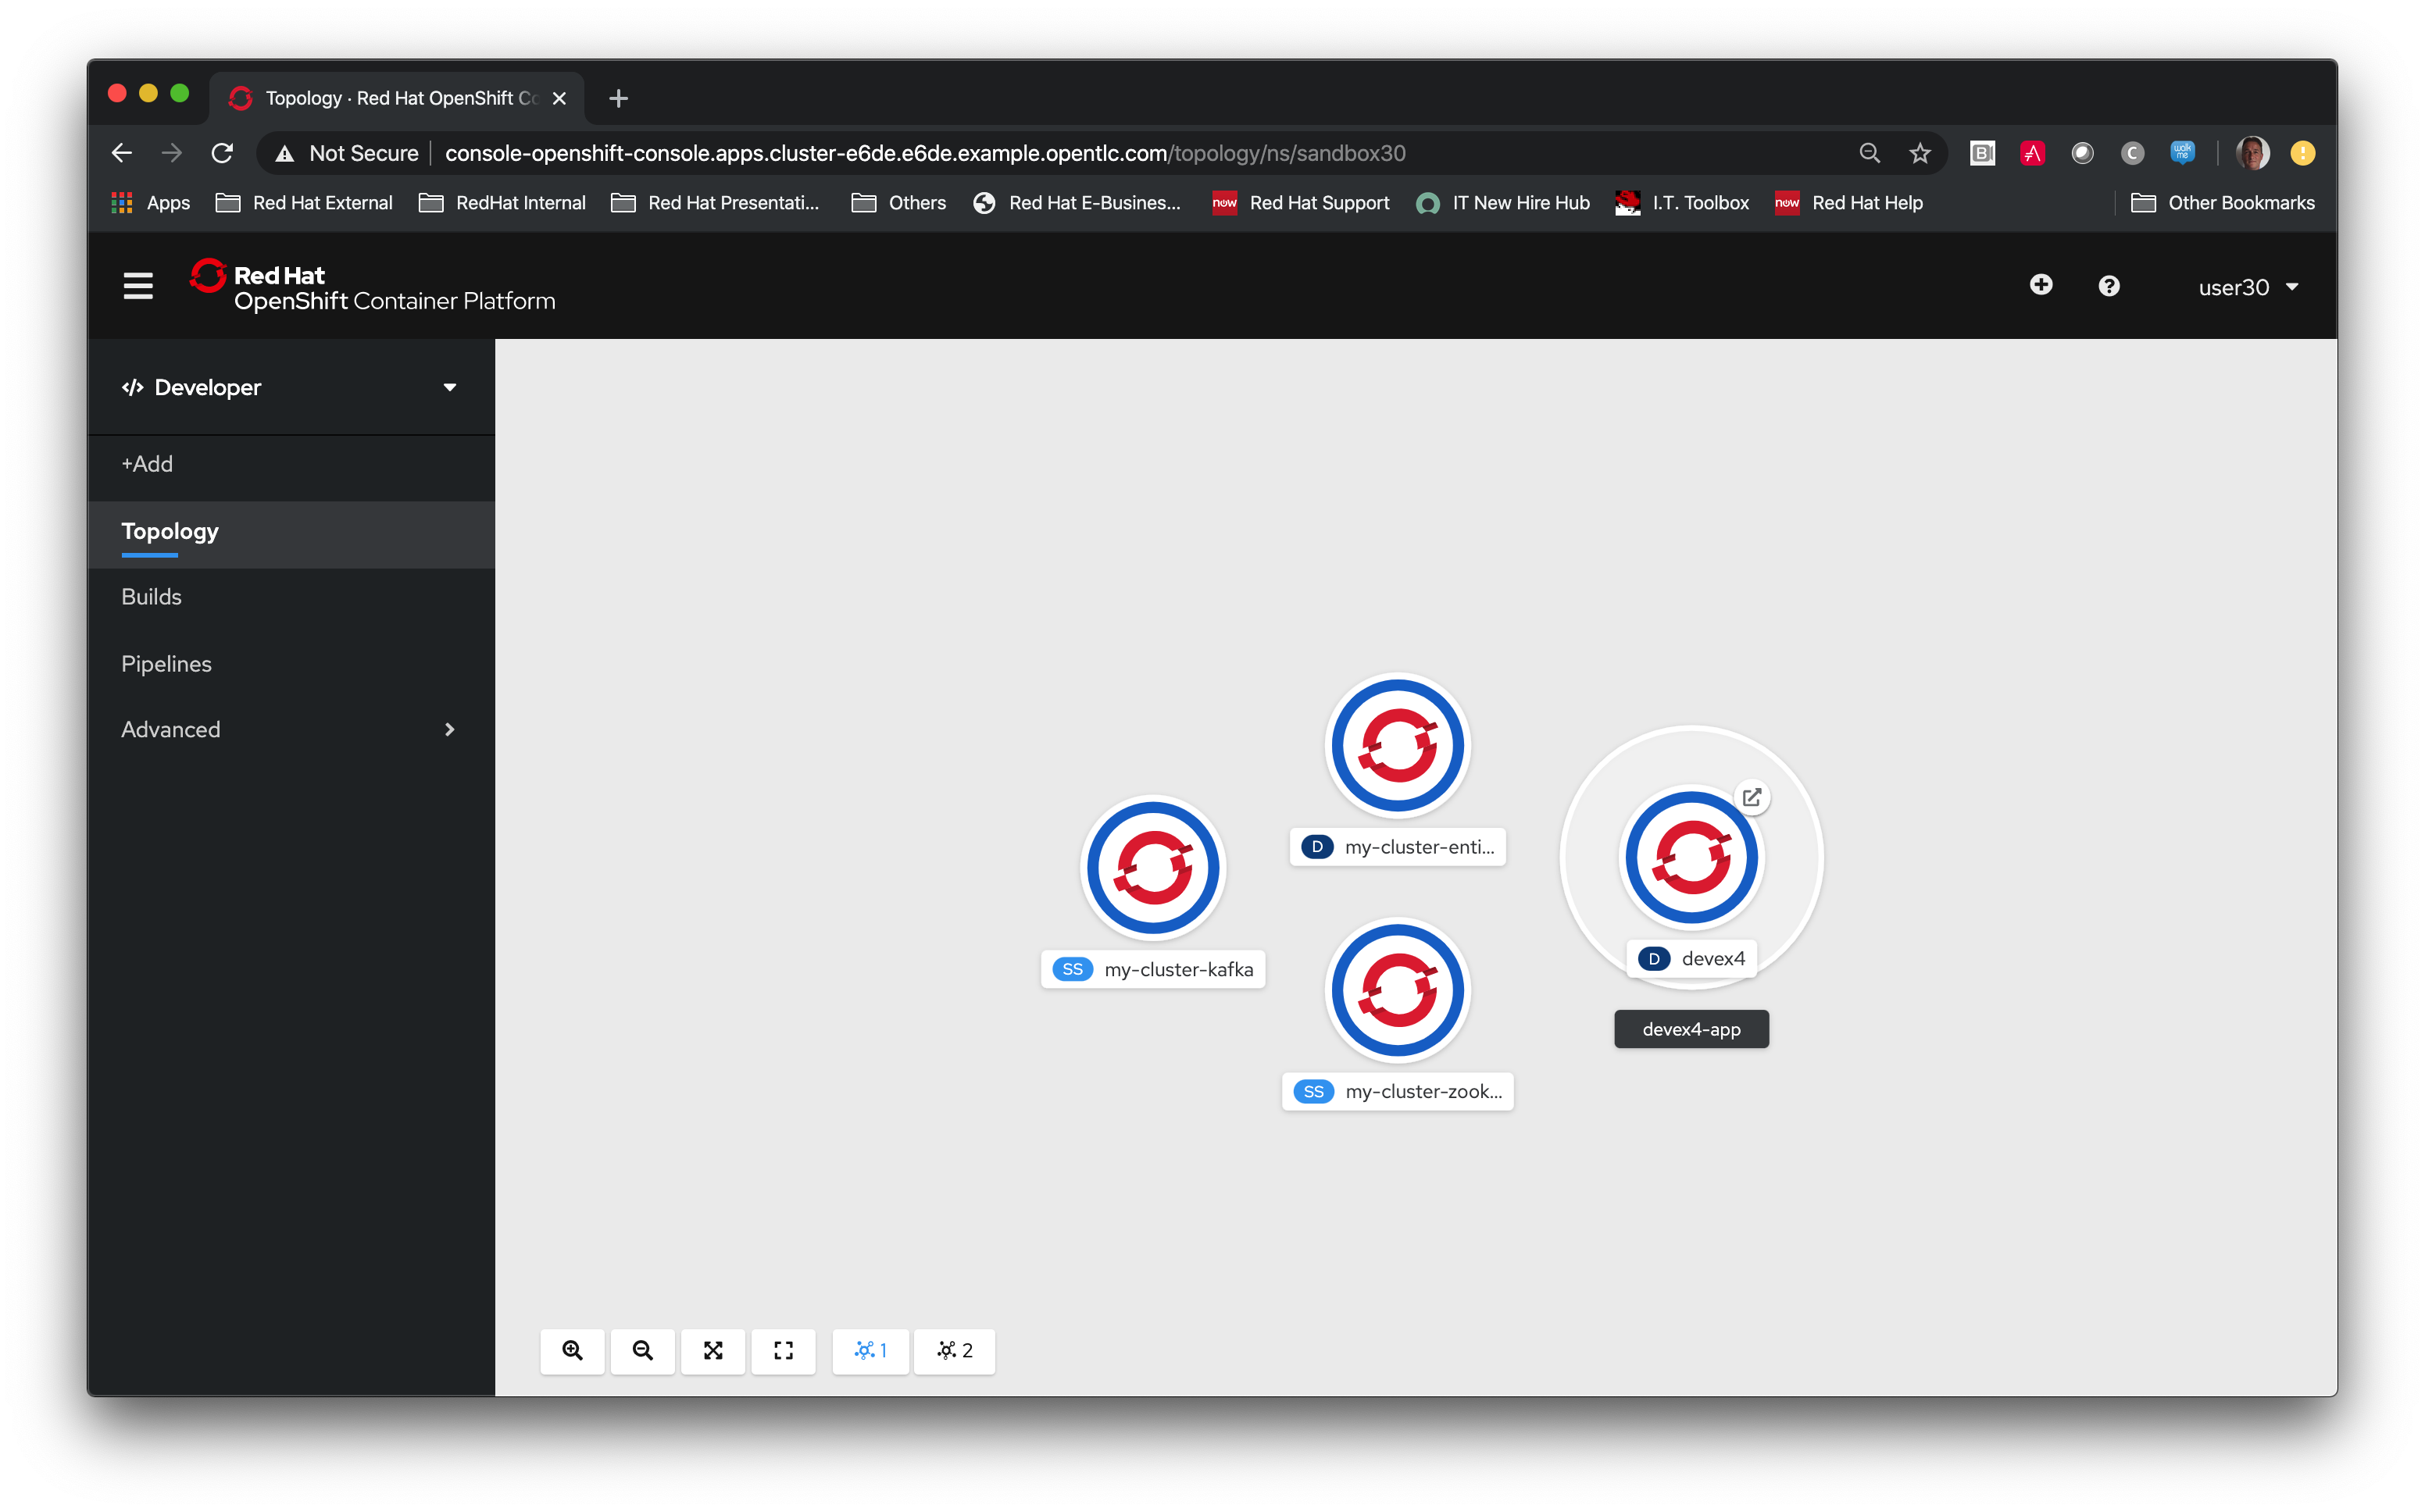 Topology · Red Hat OpenShift Co
Not Secure console-openshift-console.apps.cluster-e6de.e6de.example.opentlc.com/topology/ns/sandbox30
Apps Red Hat External RedHat Internal Red Hat Presentati... Others Red Hat E-Busines... now Red Hat Support IT New Hire Hub I.T. Toolbox now Red Hat Help Other Bookmarks
Red Hat
OpenShift Container Platform
user30
Developer
+Add
Topology
Builds
Pipelines
Advanced
D my-cluster-enti...
SS my-cluster-kafka
D devex4
devex4-app
SS my-cluster-zook...
1 2